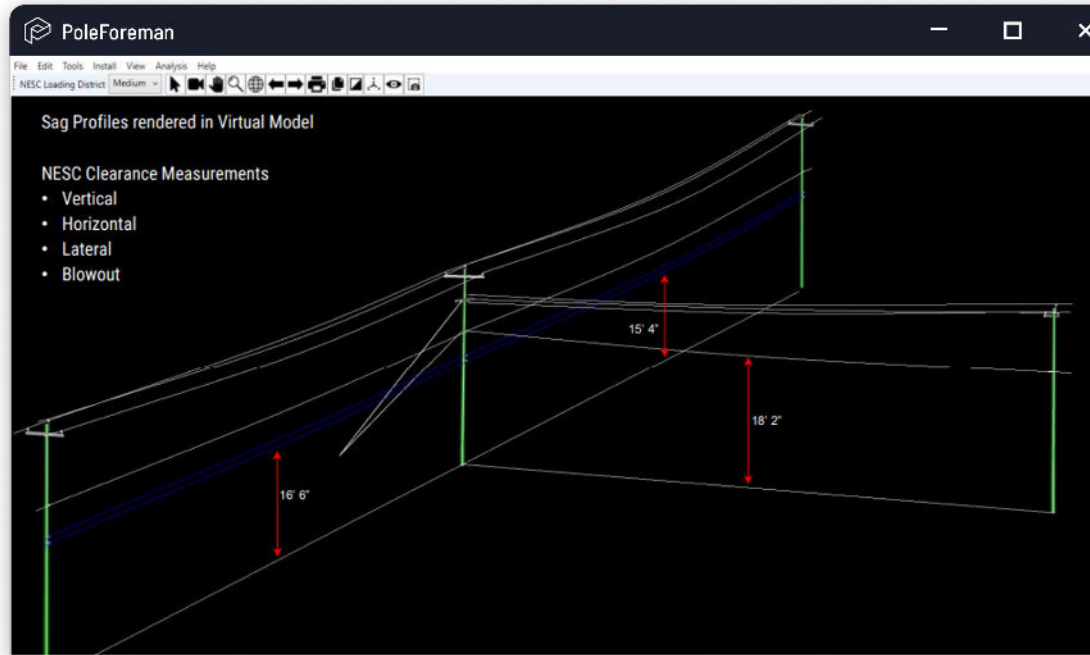 PoleForeman
File Edit Tools Install View Analysis Help
NESC Loading District Medium
Sag Profiles rendered in Virtual Model
NESC Clearance Measurements
• Vertical
• Horizontal
• Lateral
• Blowout
15' 4"
18' 2"
16' 6"